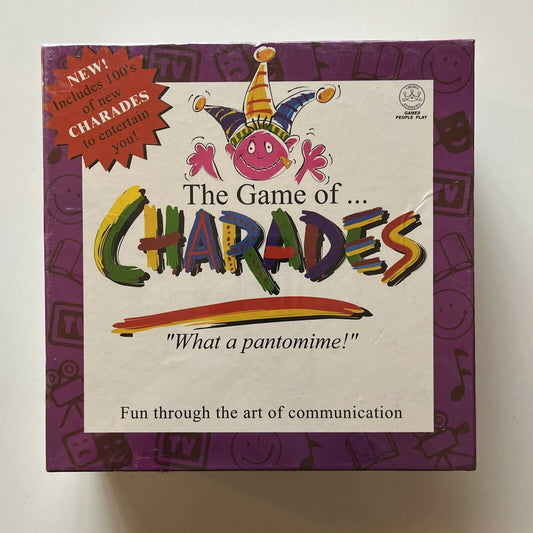 NEW!
Includes 100's
of new
CHARADES
to entertain
you!
GAMES
PEOPLE PLAY
The Game of ...
CHARADES
"What a pantomime!"
Fun through the art of communication
TV
TV
TV
TV